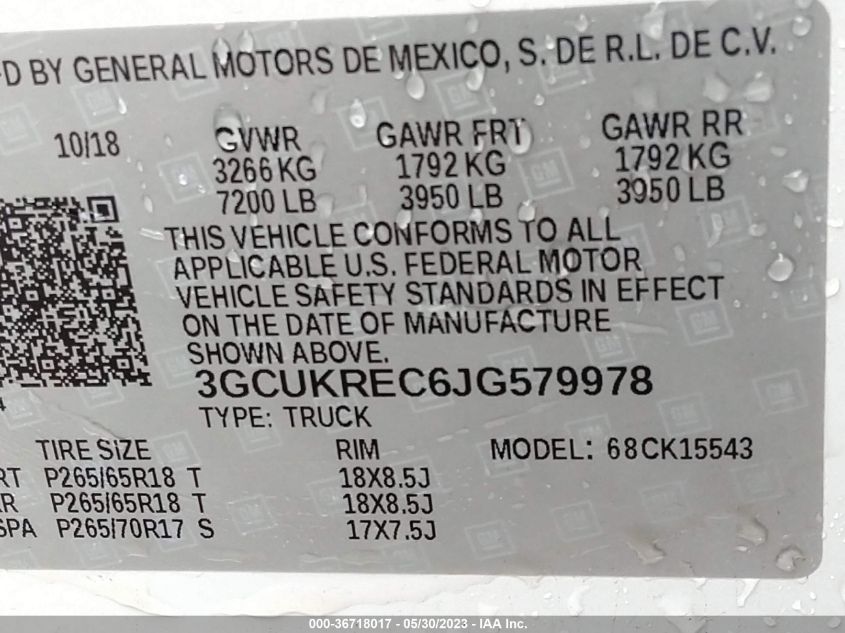 D BY GENERAL MOTORS DE MEXICO, S. DE R.L. DE C.V.
10/18 GVWR GAWR FRT GAWR RR
3266 KG 1792 KG 1792 KG
7200 LB 3950 LB 3950 LB
THIS VEHICLE CONFORMS TO ALL
APPLICABLE U.S. FEDERAL MOTOR
VEHICLE SAFETY STANDARDS IN EFFECT
ON THE DATE OF MANUFACTURE
SHOWN ABOVE.
3GCUKREC6JG579978
TYPE: TRUCK
TIRE SIZE RIM MODEL: 68CK15543
RT P265/65R18 T 18X8.5J
R P265/65R18 T 18X8.5J
SPA P265/70R17 S 17X7.5J
000-36718017 - 05/30/2023 - IAA Inc.